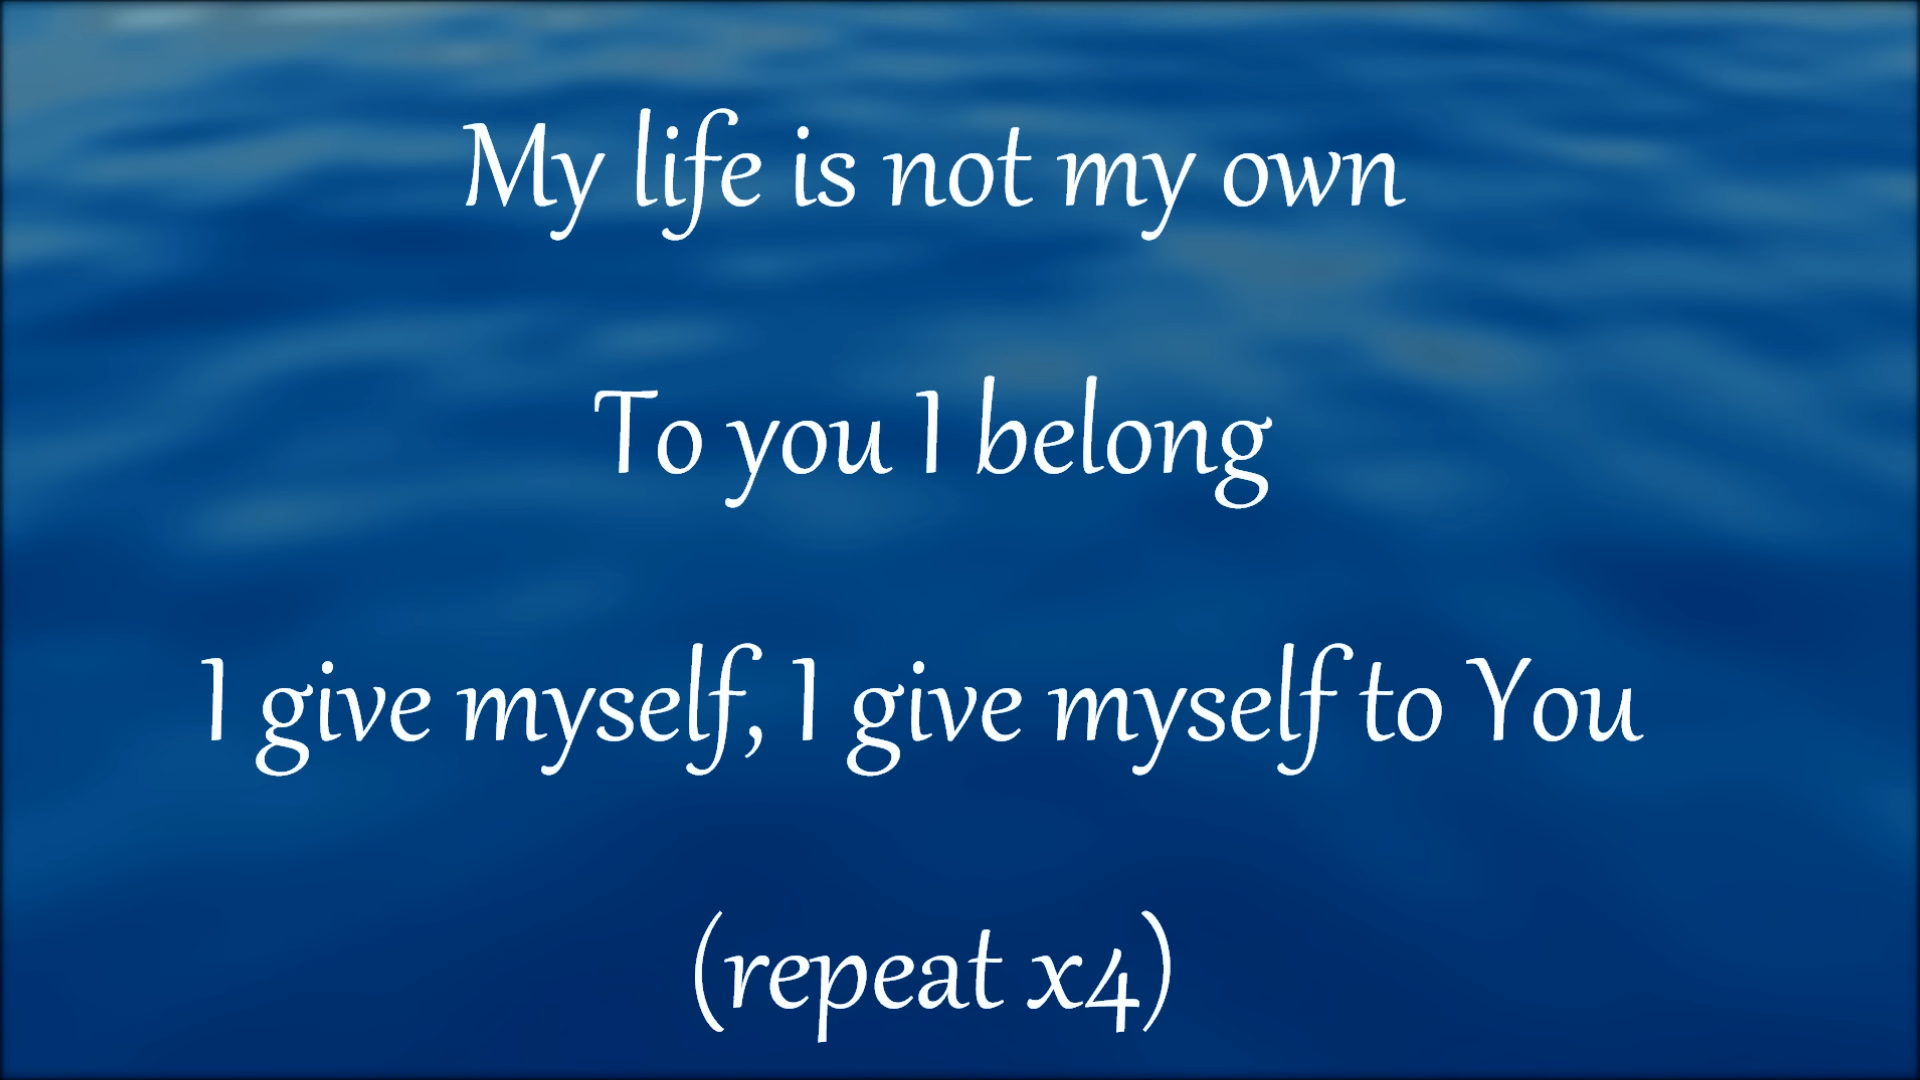 My life is not my own
To you I belong
I give myself, I give myself to You
(repeat x4)